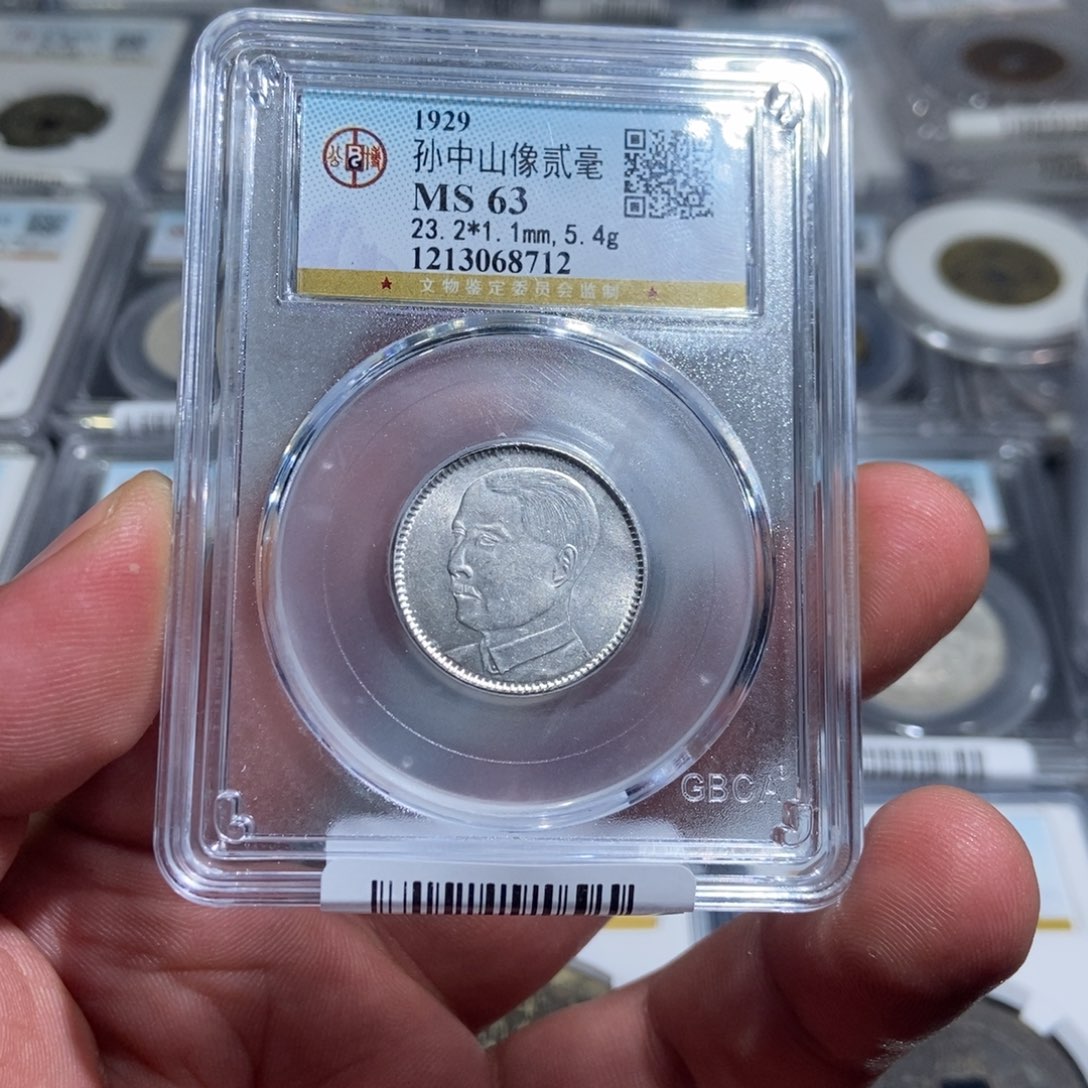 1929
孙中山像贰毫
MS 63
23.2*1.1mm,5.4g
1213068712
文物鉴定委员会监制
GBCA